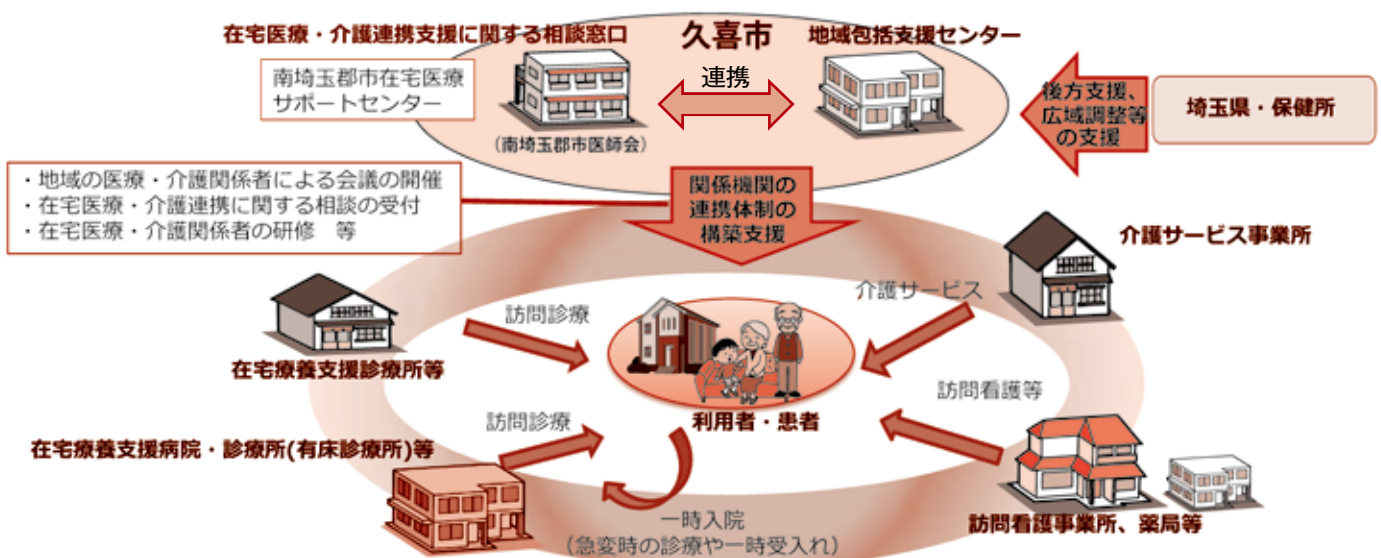 在宅医療・介護連携支援に関する相談窓口
久喜市
地域包括支援センター
南埼玉郡市在宅医療
サポートセンター
連携
(南埼玉郡市医師会)
後方支援、
広域調整等
の支援
埼玉県・保健所
・地域の医療・介護関係者による会議の開催
・在宅医療・介護連携に関する相談の受付
・在宅医療・介護関係者の研修　等
関係機関の
連携体制の
構築支援
介護サービス事業所
介護サービス
訪問診療
在宅療養支援診療所等
訪問看護等
利用者・患者
訪問診療
在宅療養支援病院・診療所(有床診療所)等
一時入院
(急変時の診療や一時受入れ)
訪問看護事業所、薬局等